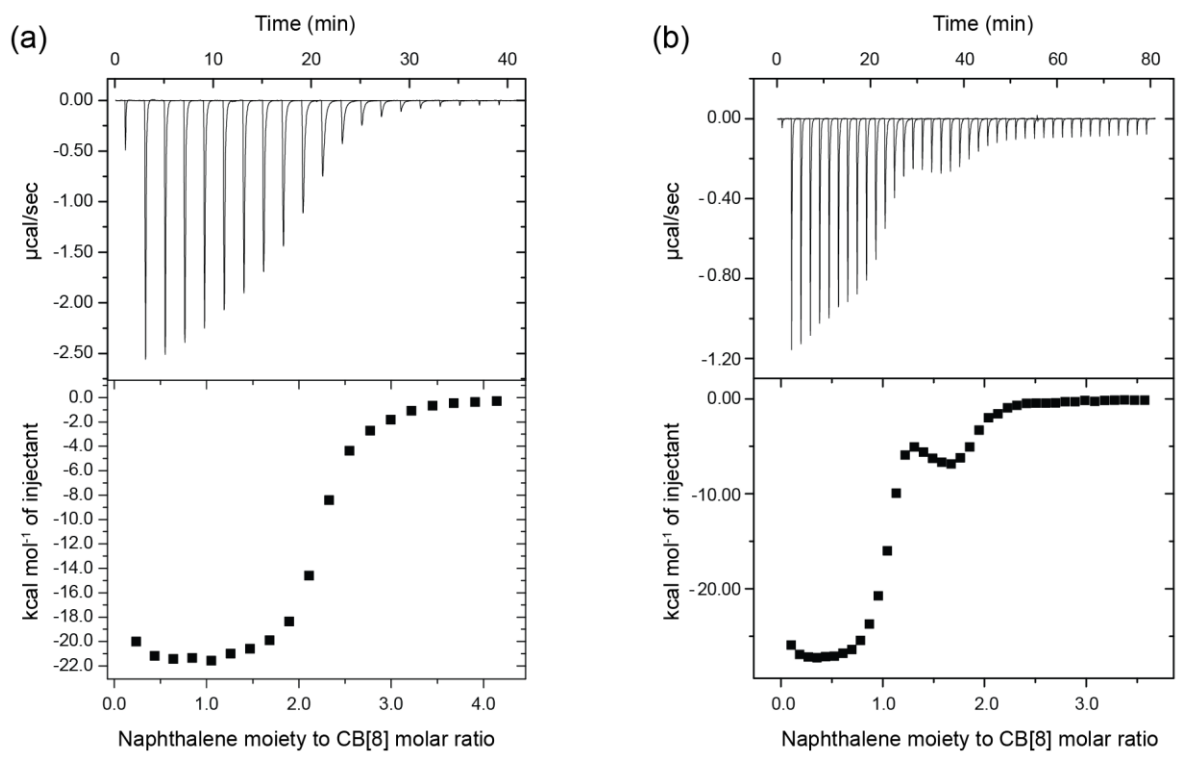 (a)
Time (min)
0 10 20 30 40
0.00
-0.50
-1.00
-1.50
-2.00
-2.50
µcal/sec
0.0
-2.0
-4.0
-6.0
-8.0
-10.0
-12.0
-14.0
-16.0
-18.0
-20.0
-22.0
kcal mol⁻¹ of injectant
0.0 1.0 2.0 3.0 4.0
Naphthalene moiety to CB[8] molar ratio
(b)
Time (min)
0 20 40 60 80
0.00
-0.40
-0.80
-1.20
µcal/sec
0.00
-10.00
-20.00
kcal mol⁻¹ of injectant
0.0 1.0 2.0 3.0
Naphthalene moiety to CB[8] molar ratio